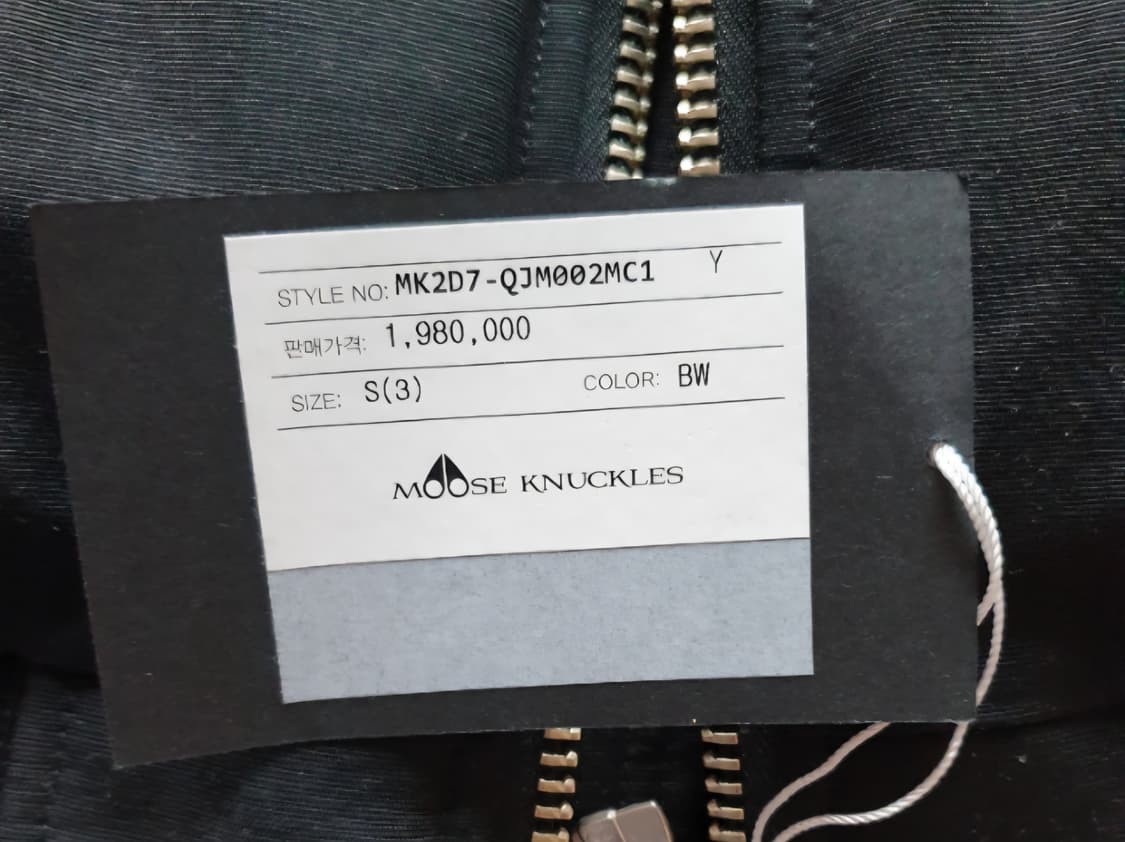 STYLE NO: MK2D7-QJM002MC1 Y
판매가격: 1,980,000
SIZE: S(3) COLOR: BW
MOOSE KNUCKLES